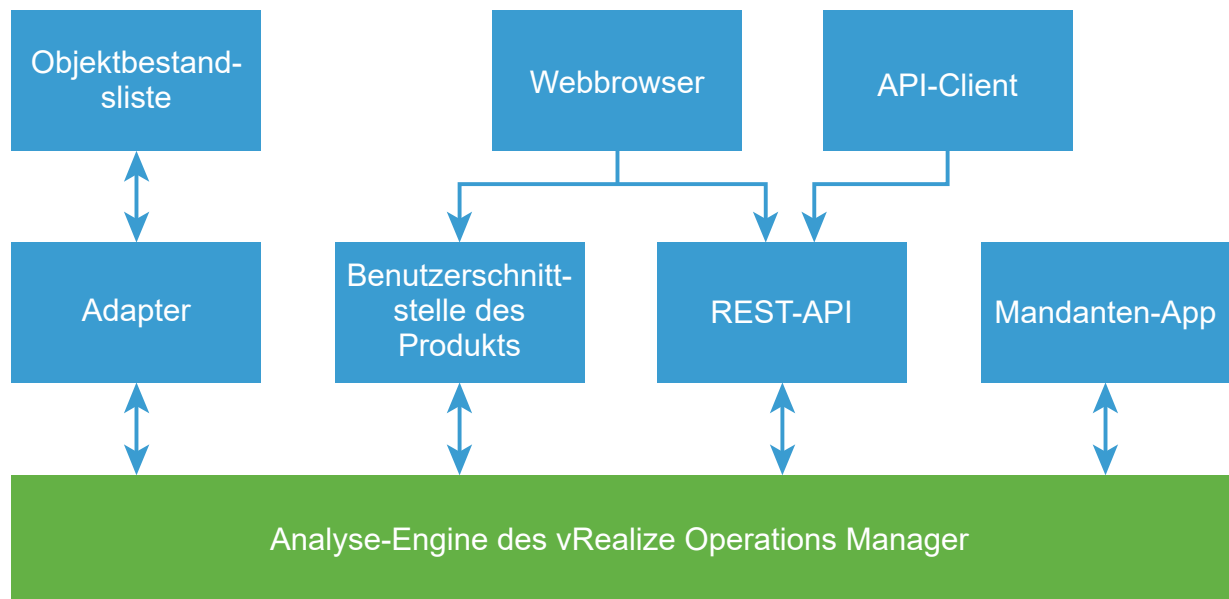 Objektbestand-
sliste
Webbrowser
API-Client
Adapter
Benutzerschnitt-
stelle des
Produkts
REST-API
Mandanten-App
Analyse-Engine des vRealize Operations Manager